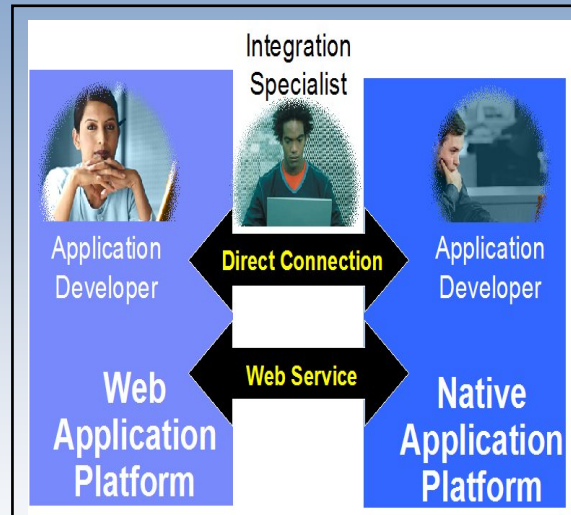 Integration
Specialist
Application
Developer
Direct Connection
Application
Developer
Web Service
Web
Application
Platform
Native
Application
Platform